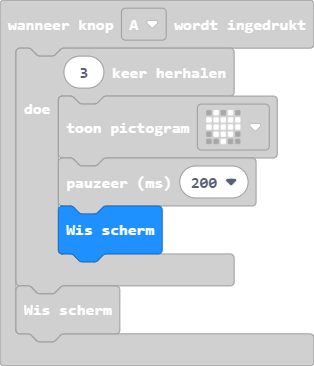 wanneer knop A wordt ingedrukt
3 keer herhalen
doe
toon pictogram
pauzeer (ms) 200
Wis scherm
Wis scherm